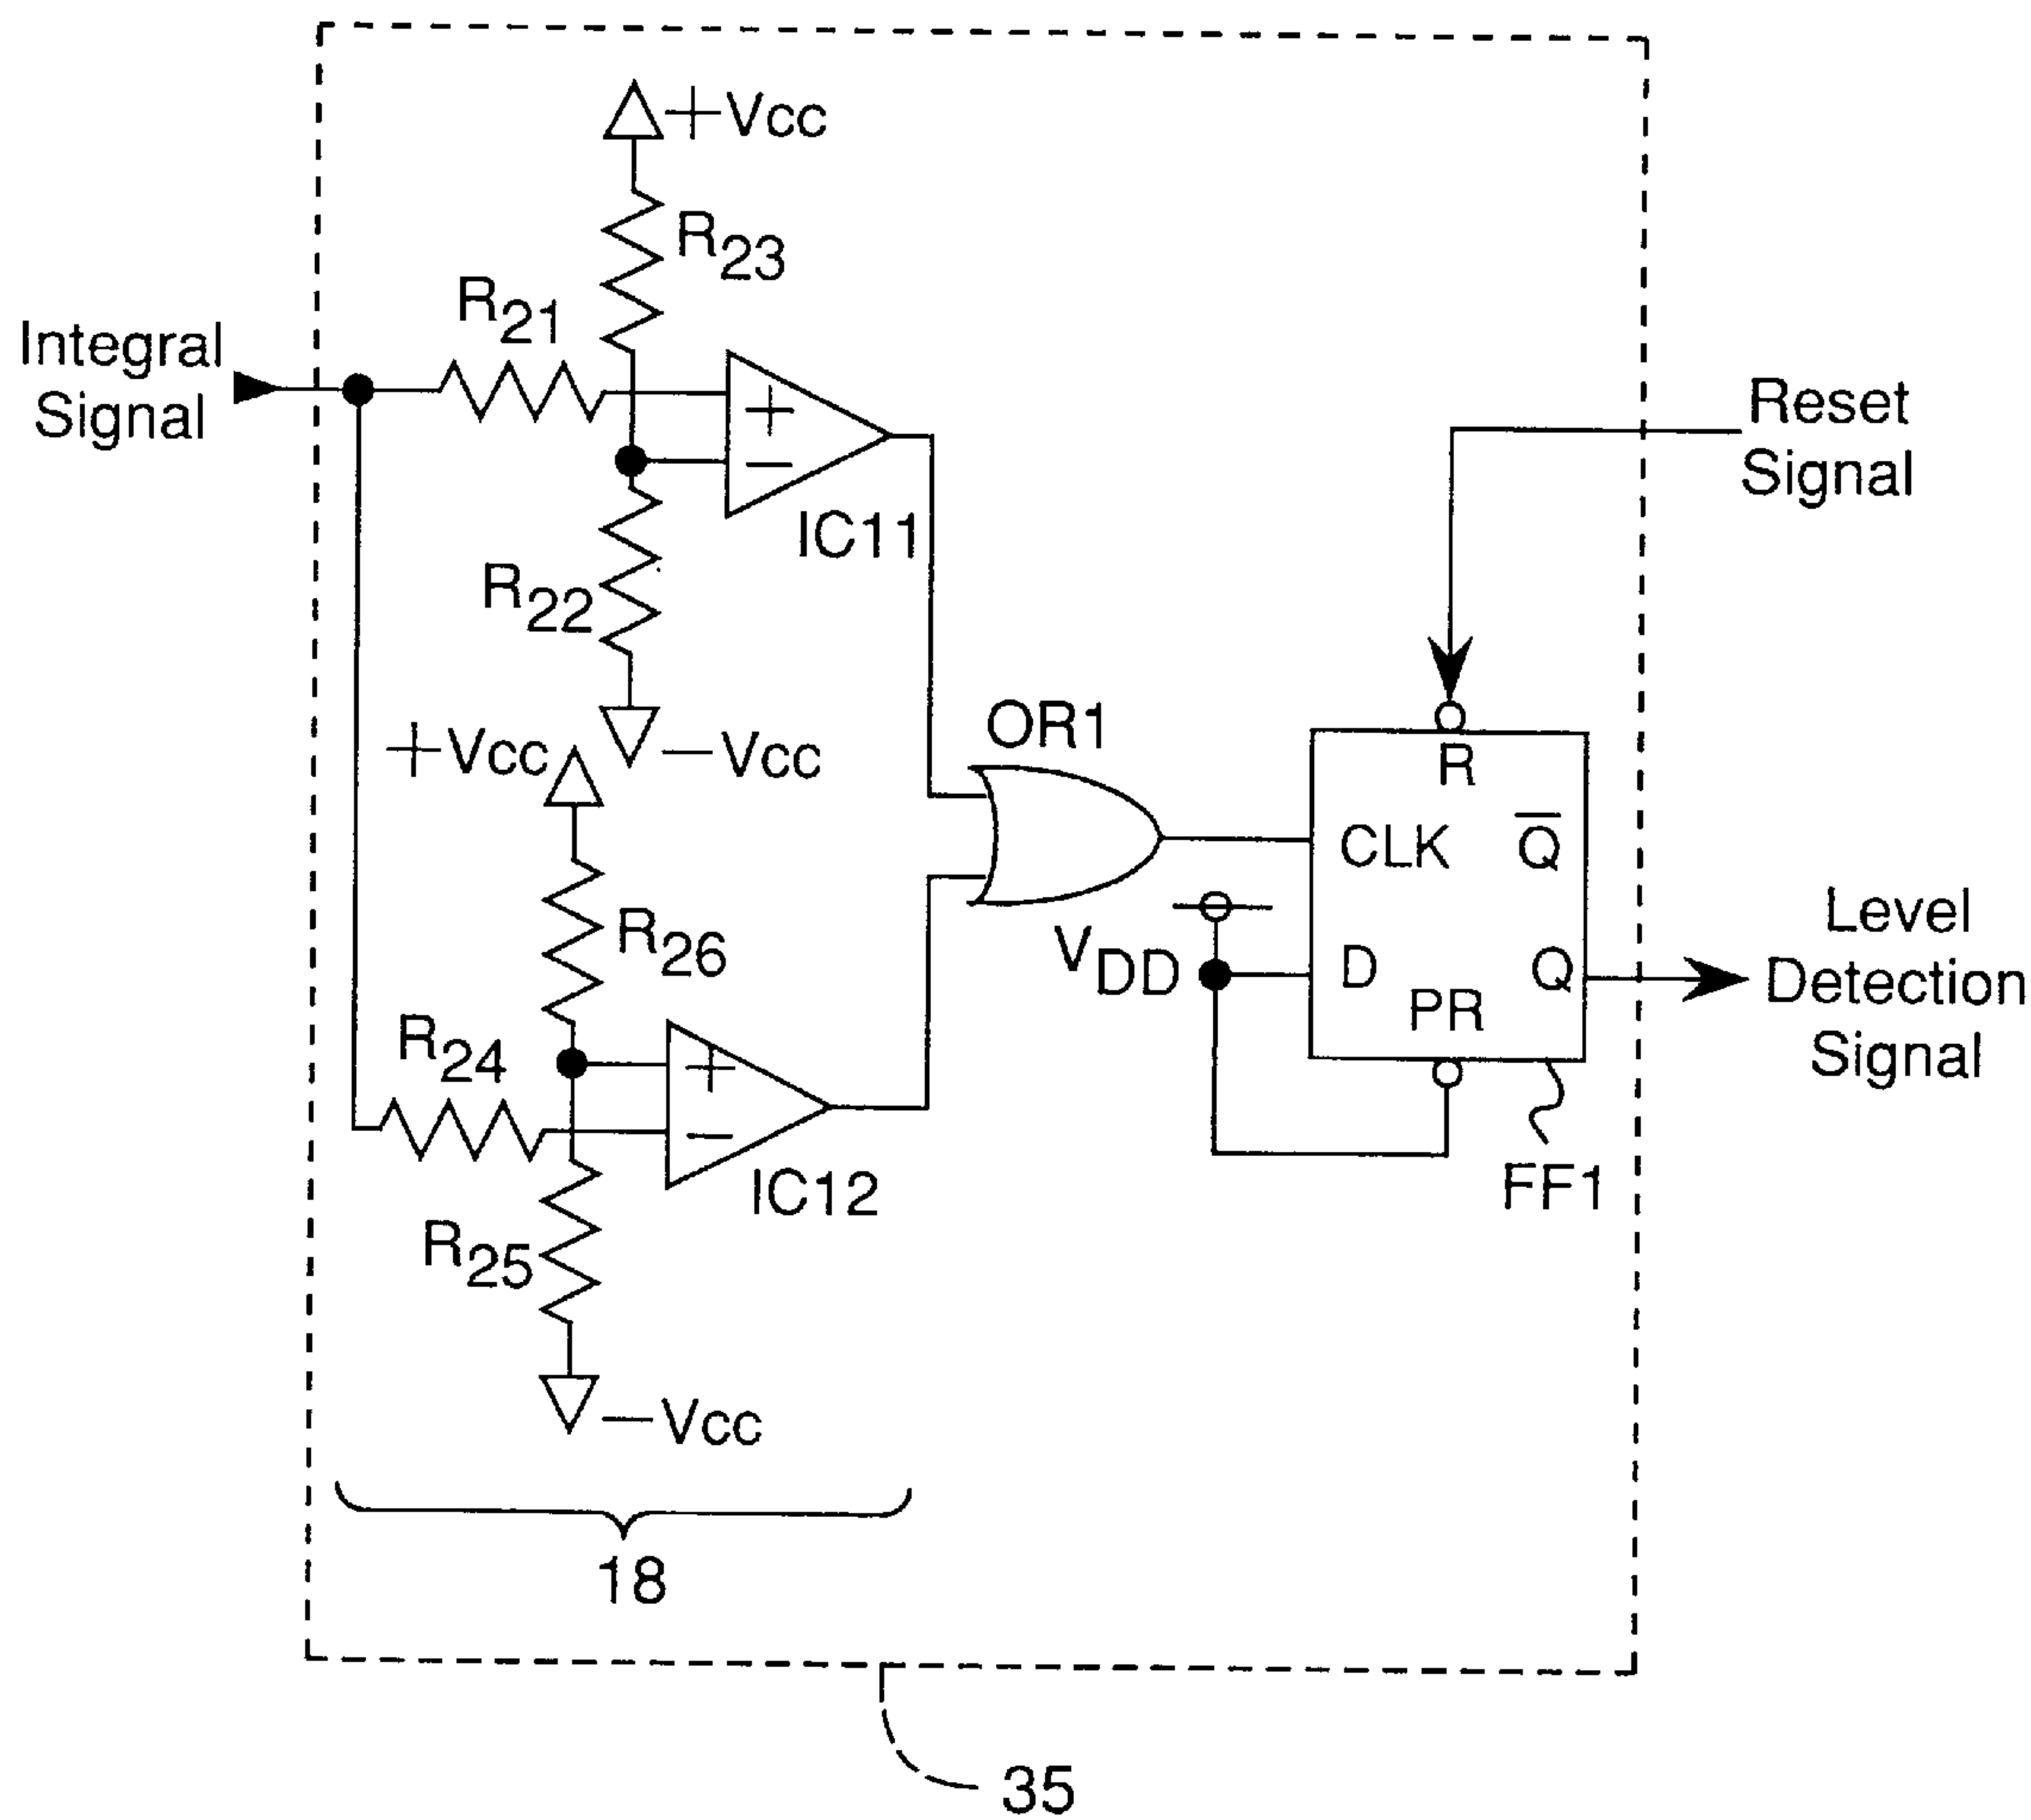 +Vcc
R23
R21
Integral
Signal
+
−
IC11
Reset
Signal
R22
−Vcc
+Vcc
OR1
R
CLK
Q̅
R26
VDD
D
Q
PR
Level
Detection
Signal
R24
+
−
IC12
FF1
R25
−Vcc
18
35